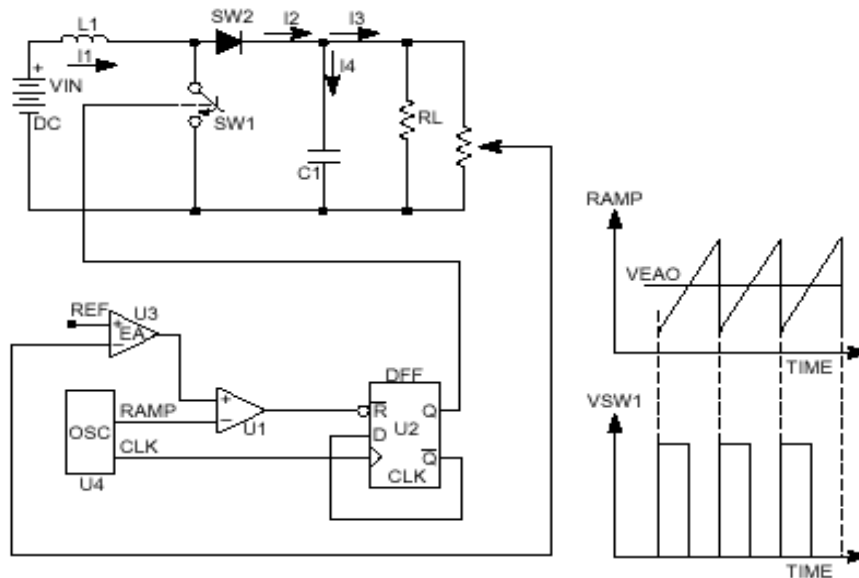 SW2
L1
I2
I3
I1
I4
+
VIN
DC
SW1
RL
C1
RAMP
VEAO
TIME
REF
U3
+
EA
−
DFF
+
−
U1
R
Q
D
U2
Q
CLK
OSC
RAMP
CLK
U4
VSW1
TIME